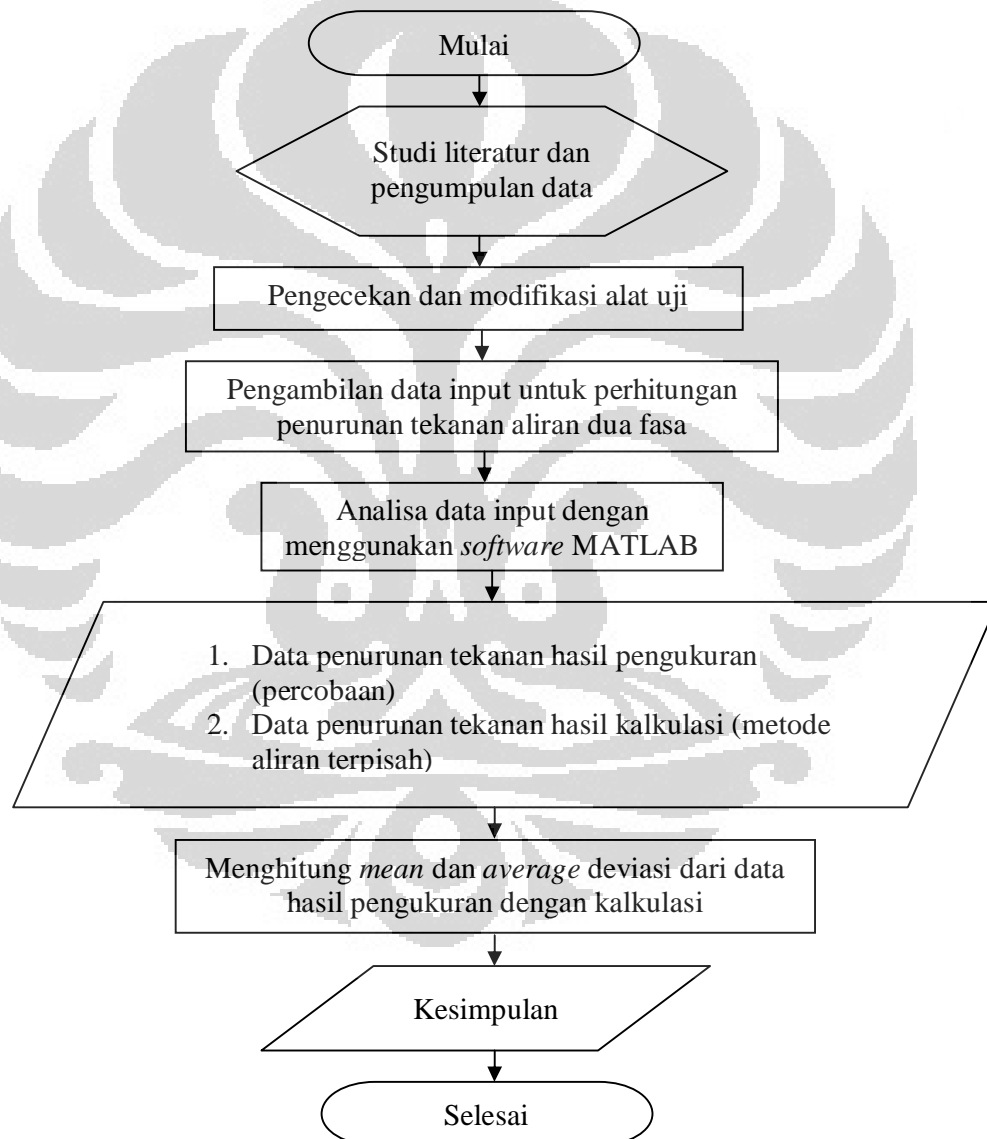 Mulai
Studi literatur dan
pengumpulan data
Pengecekan dan modifikasi alat uji
Pengambilan data input untuk perhitungan
penurunan tekanan aliran dua fasa
Analisa data input dengan
menggunakan software MATLAB
1. Data penurunan tekanan hasil pengukuran
(percobaan)
2. Data penurunan tekanan hasil kalkulasi (metode
aliran terpisah)
Menghitung mean dan average deviasi dari data
hasil pengukuran dengan kalkulasi
Kesimpulan
Selesai